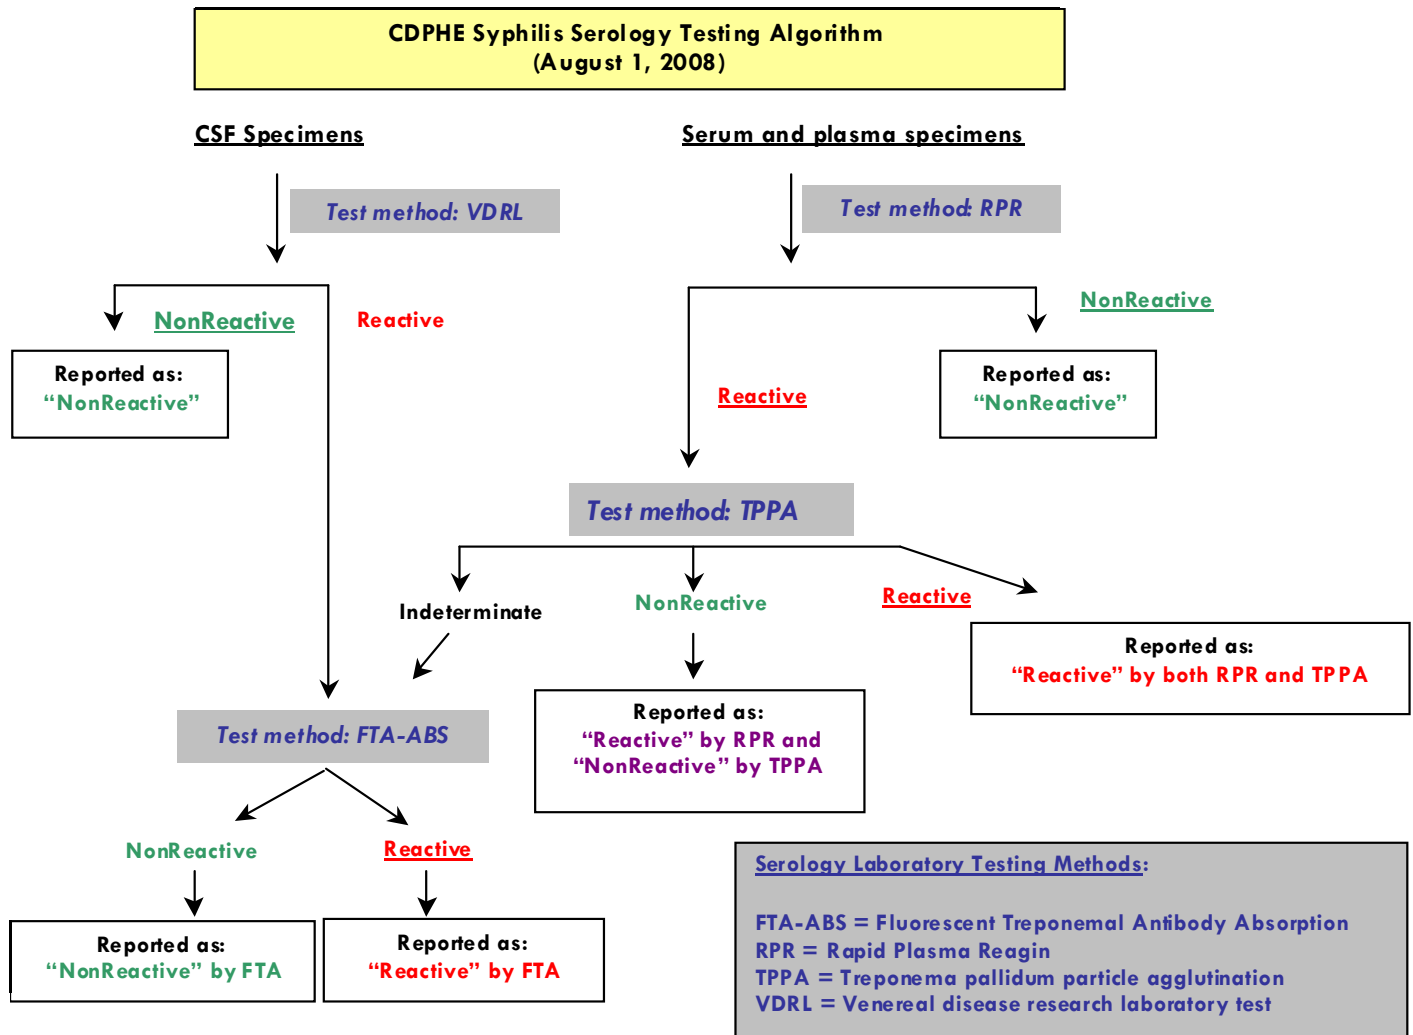 CDPHE Syphilis Serology Testing Algorithm
(August 1, 2008)
CSF Specimens
Serum and plasma specimens
Test method: VDRL
Test method: RPR
NonReactive
Reactive
NonReactive
Reported as:
“NonReactive”
Reactive
Reported as:
“NonReactive”
Test method: TPPA
Indeterminate
NonReactive
Reactive
Reported as:
“Reactive” by both RPR and TPPA
Reported as:
“Reactive” by RPR and
“NonReactive” by TPPA
Test method: FTA-ABS
NonReactive
Reactive
Reported as:
“NonReactive” by FTA
Reported as:
“Reactive” by FTA
Serology Laboratory Testing Methods:
FTA-ABS = Fluorescent Treponemal Antibody Absorption
RPR = Rapid Plasma Reagin
TPPA = Treponema pallidum particle agglutination
VDRL = Venereal disease research laboratory test